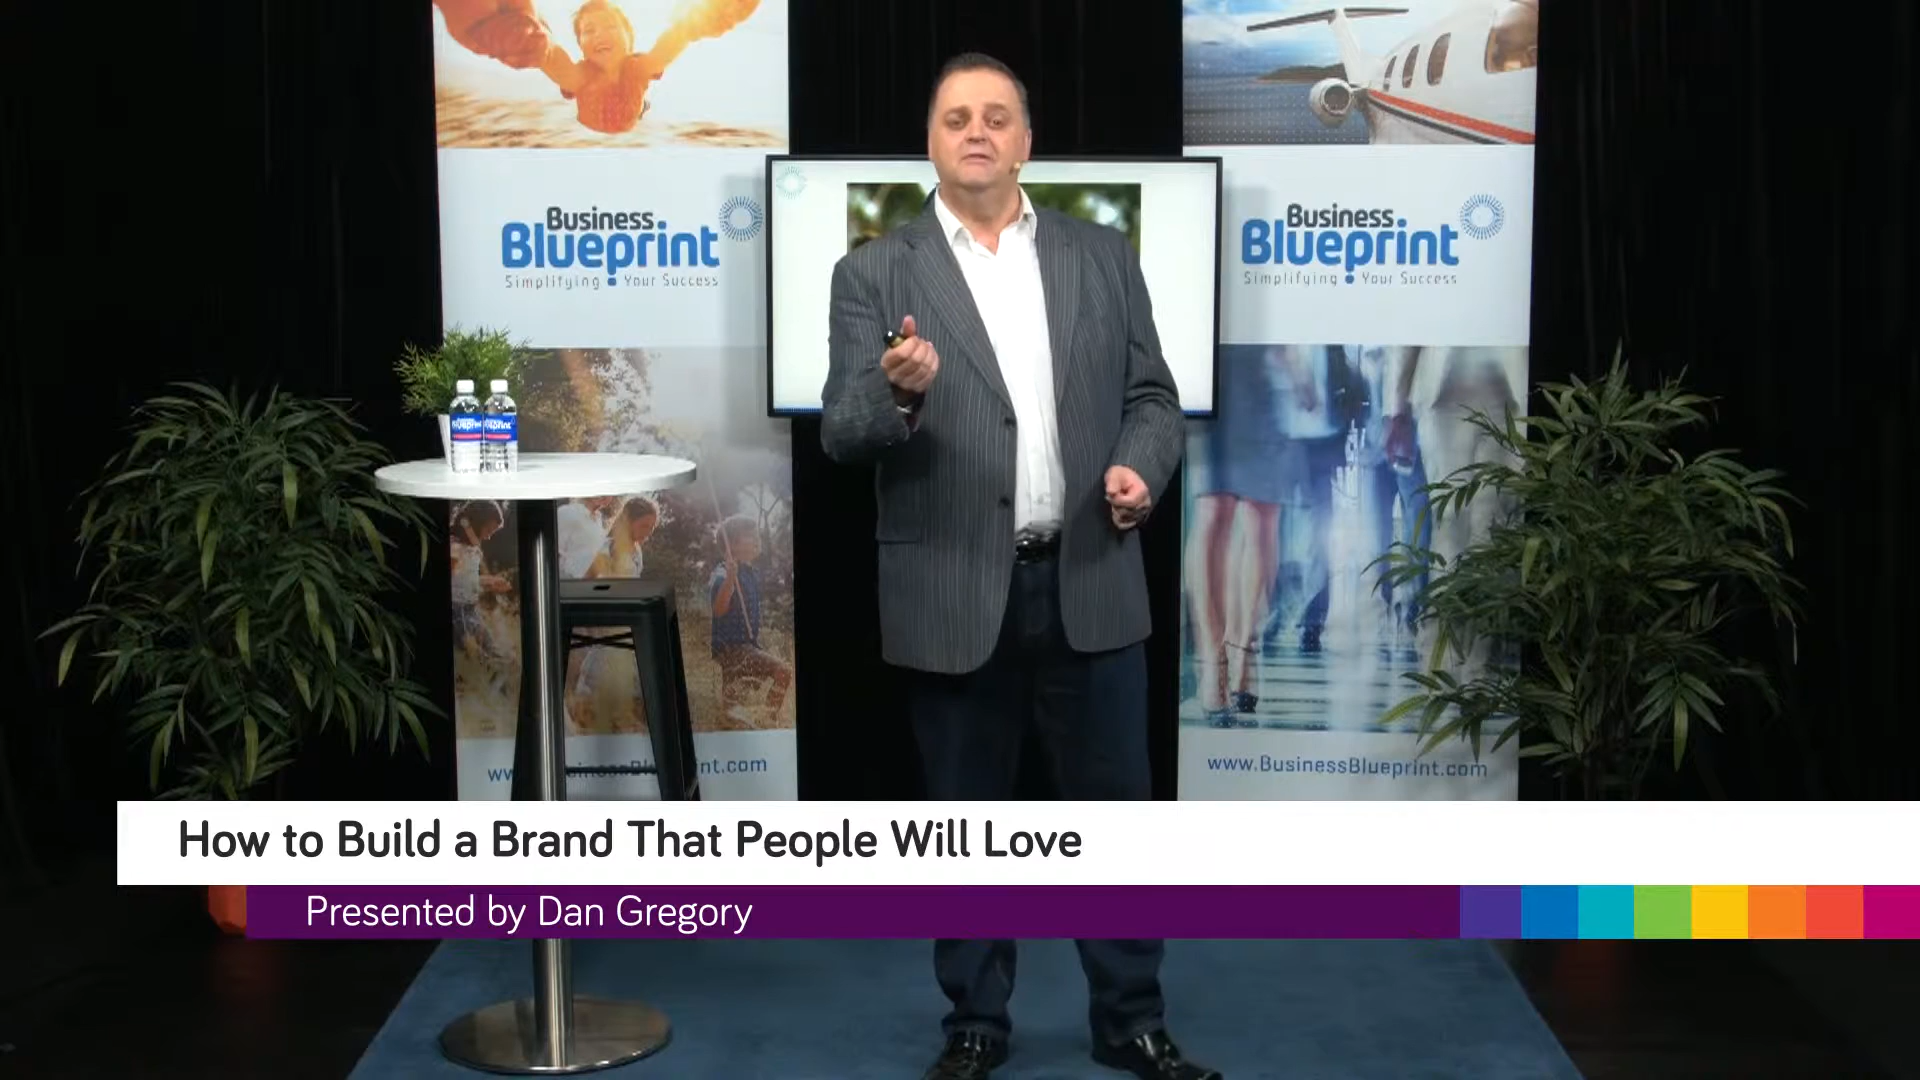 Business
Blueprint
Simplifying Your Success
Business
Blueprint
Simplifying Your Success
Blueprint
www.BusinessBlueprint.com
How to Build a Brand That People Will Love
Presented by Dan Gregory